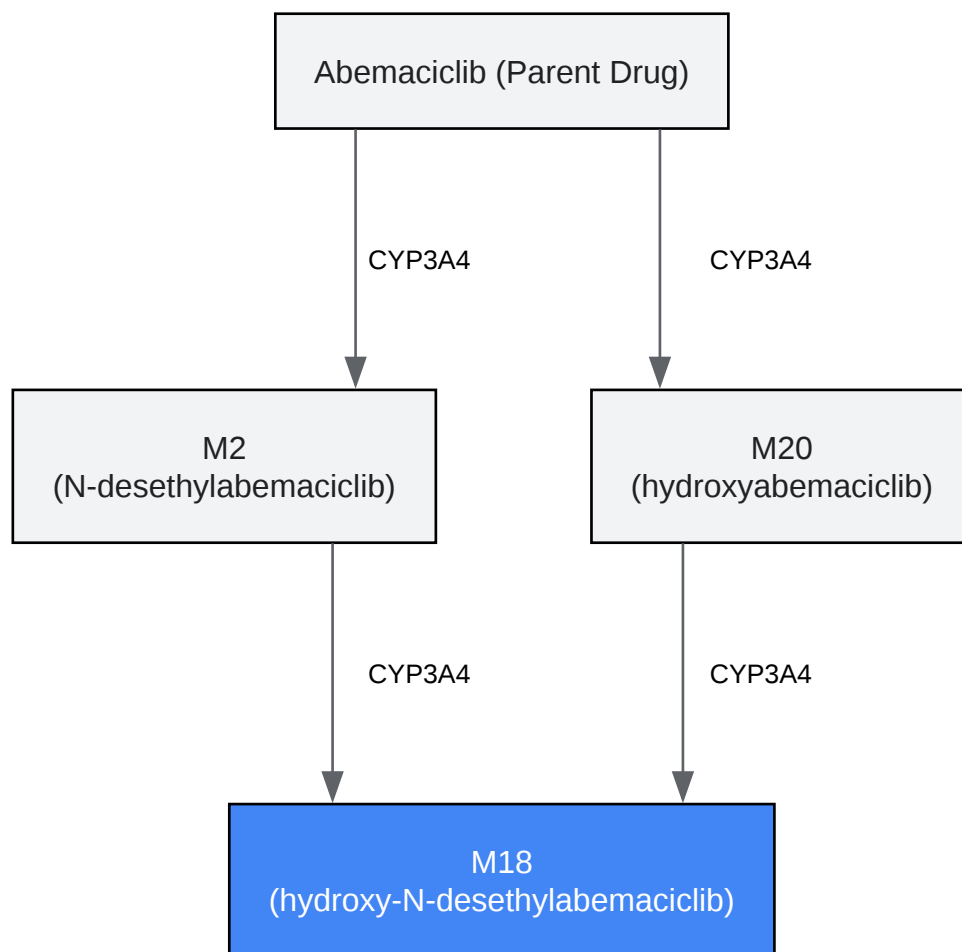 Abemaciclib (Parent Drug)
CYP3A4
CYP3A4
M2
(N-desethylabemaciclib)
M20
(hydroxyabemaciclib)
CYP3A4
CYP3A4
M18
(hydroxy-N-desethylabemaciclib)